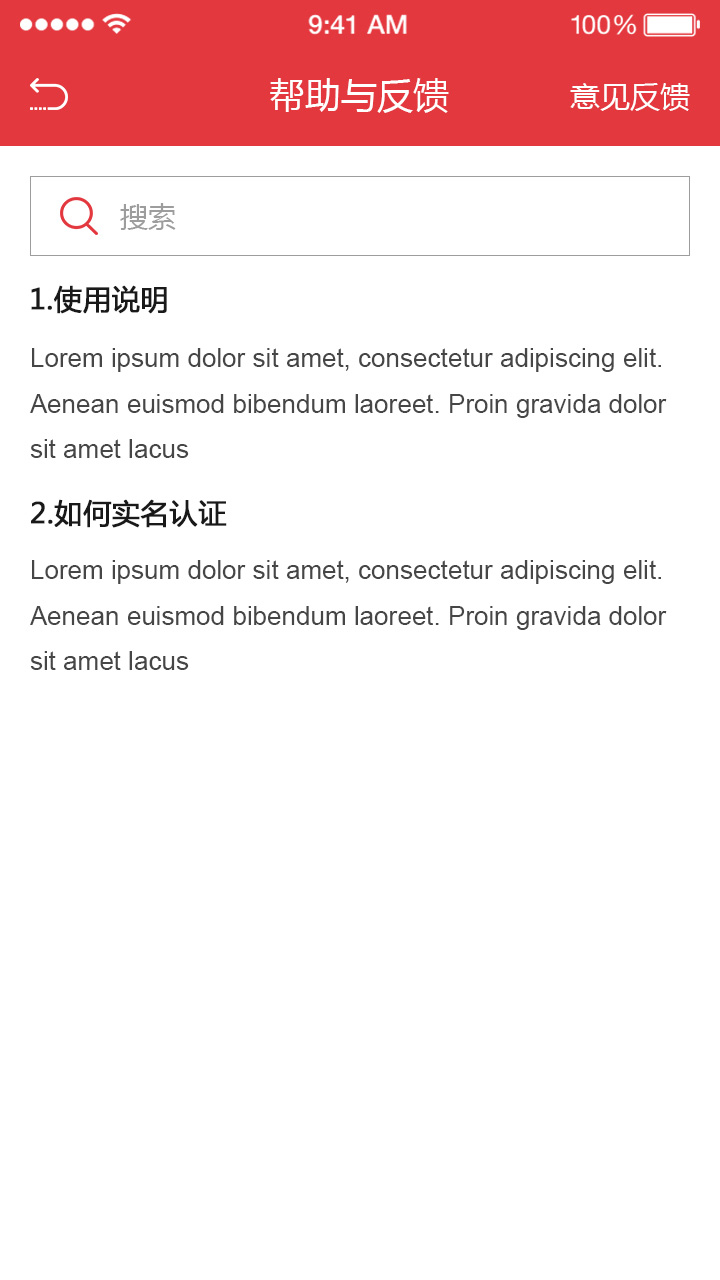 9:41 AM
100%
帮助与反馈
意见反馈
搜索
1.使用说明
Lorem ipsum dolor sit amet, consectetur adipiscing elit.
Aenean euismod bibendum laoreet. Proin gravida dolor
sit amet lacus
2.如何实名认证
Lorem ipsum dolor sit amet, consectetur adipiscing elit.
Aenean euismod bibendum laoreet. Proin gravida dolor
sit amet lacus